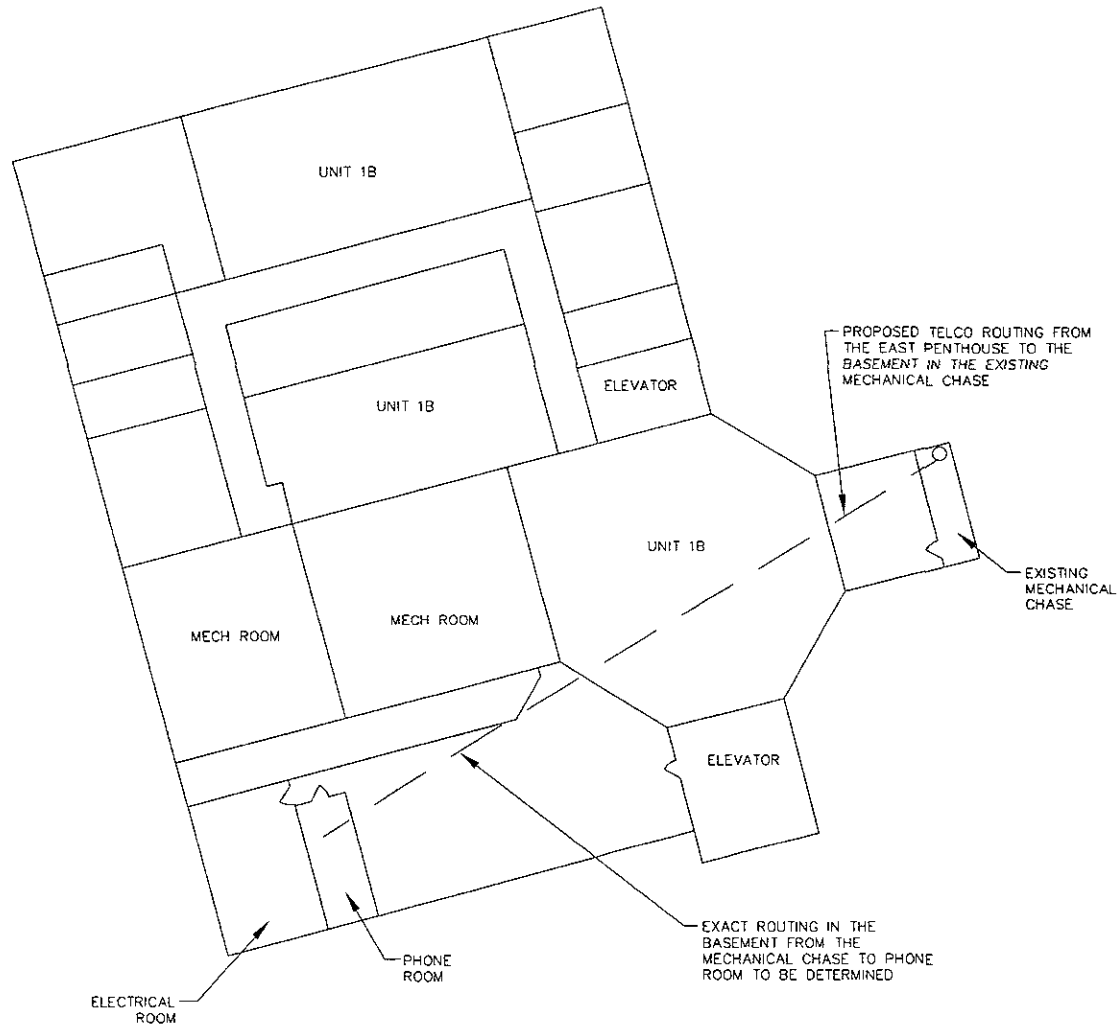 UNIT 1B
PROPOSED TELCO ROUTING FROM
THE EAST PENTHOUSE TO THE
BASEMENT IN THE EXISTING
MECHANICAL CHASE
ELEVATOR
UNIT 1B
UNIT 1B
EXISTING
MECHANICAL
CHASE
MECH ROOM
MECH ROOM
ELEVATOR
EXACT ROUTING IN THE
BASEMENT FROM THE
MECHANICAL CHASE TO PHONE
ROOM TO BE DETERMINED
PHONE
ROOM
ELECTRICAL
ROOM